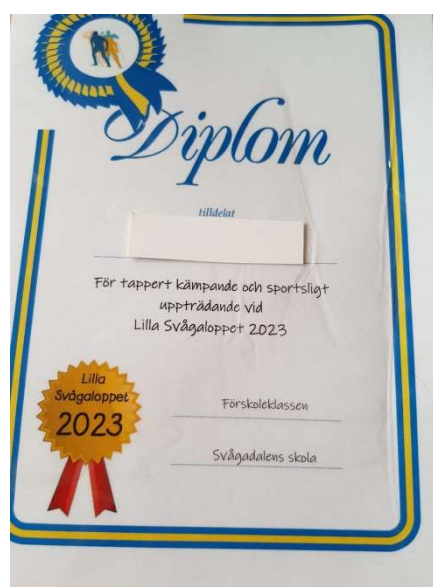 Diplom
tilldelat
För tappert kämpande och sportsligt
uppträdande vid
Lilla Svågaloppet 2023
Lilla
Svågaloppet
2023
Förskoleklassen
Svågadalens skola